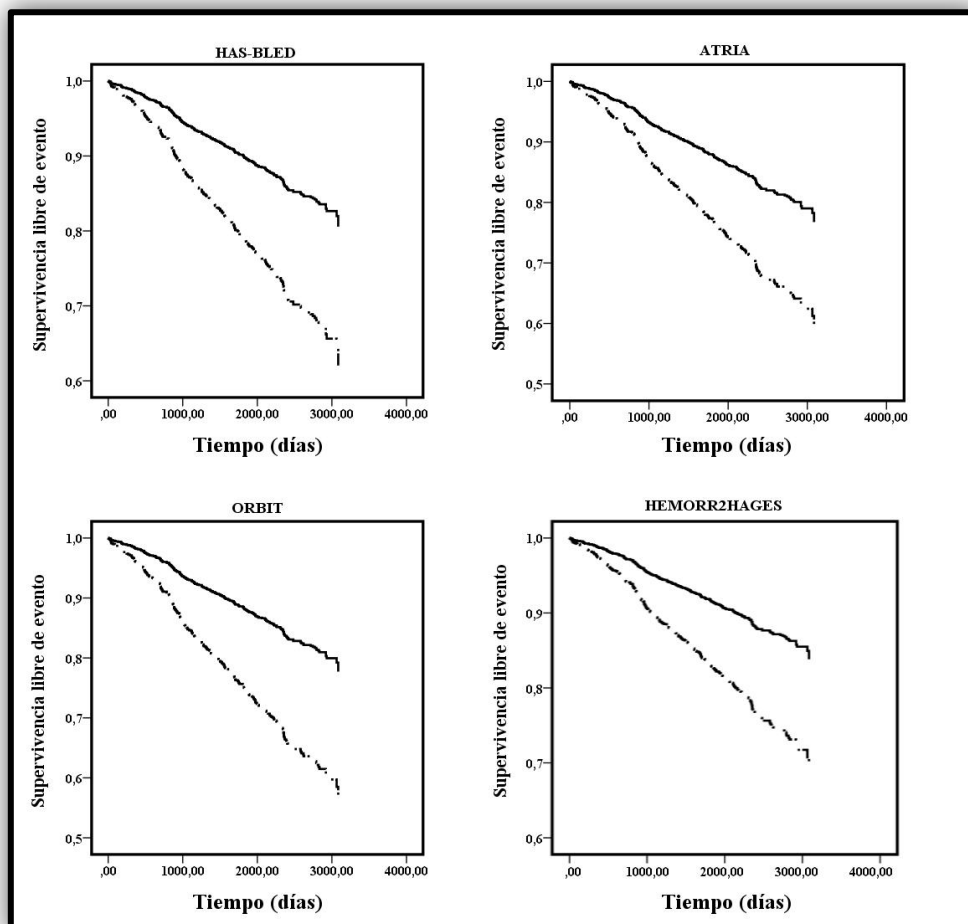 HAS-BLED
Supervivencia libre de evento
1,0
0,9
0,8
0,7
0,6
,00 1000,00 2000,00 3000,00 4000,00
Tiempo (días)
ATRIA
Supervivencia libre de evento
1,0
0,9
0,8
0,7
0,6
0,5
,00 1000,00 2000,00 3000,00 4000,00
Tiempo (días)
ORBIT
Supervivencia libre de evento
1,0
0,9
0,8
0,7
0,6
0,5
,00 1000,00 2000,00 3000,00 4000,00
Tiempo (días)
HEMORR2HAGES
Supervivencia libre de evento
1,0
0,9
0,8
0,7
0,6
,00 1000,00 2000,00 3000,00 4000,00
Tiempo (días)